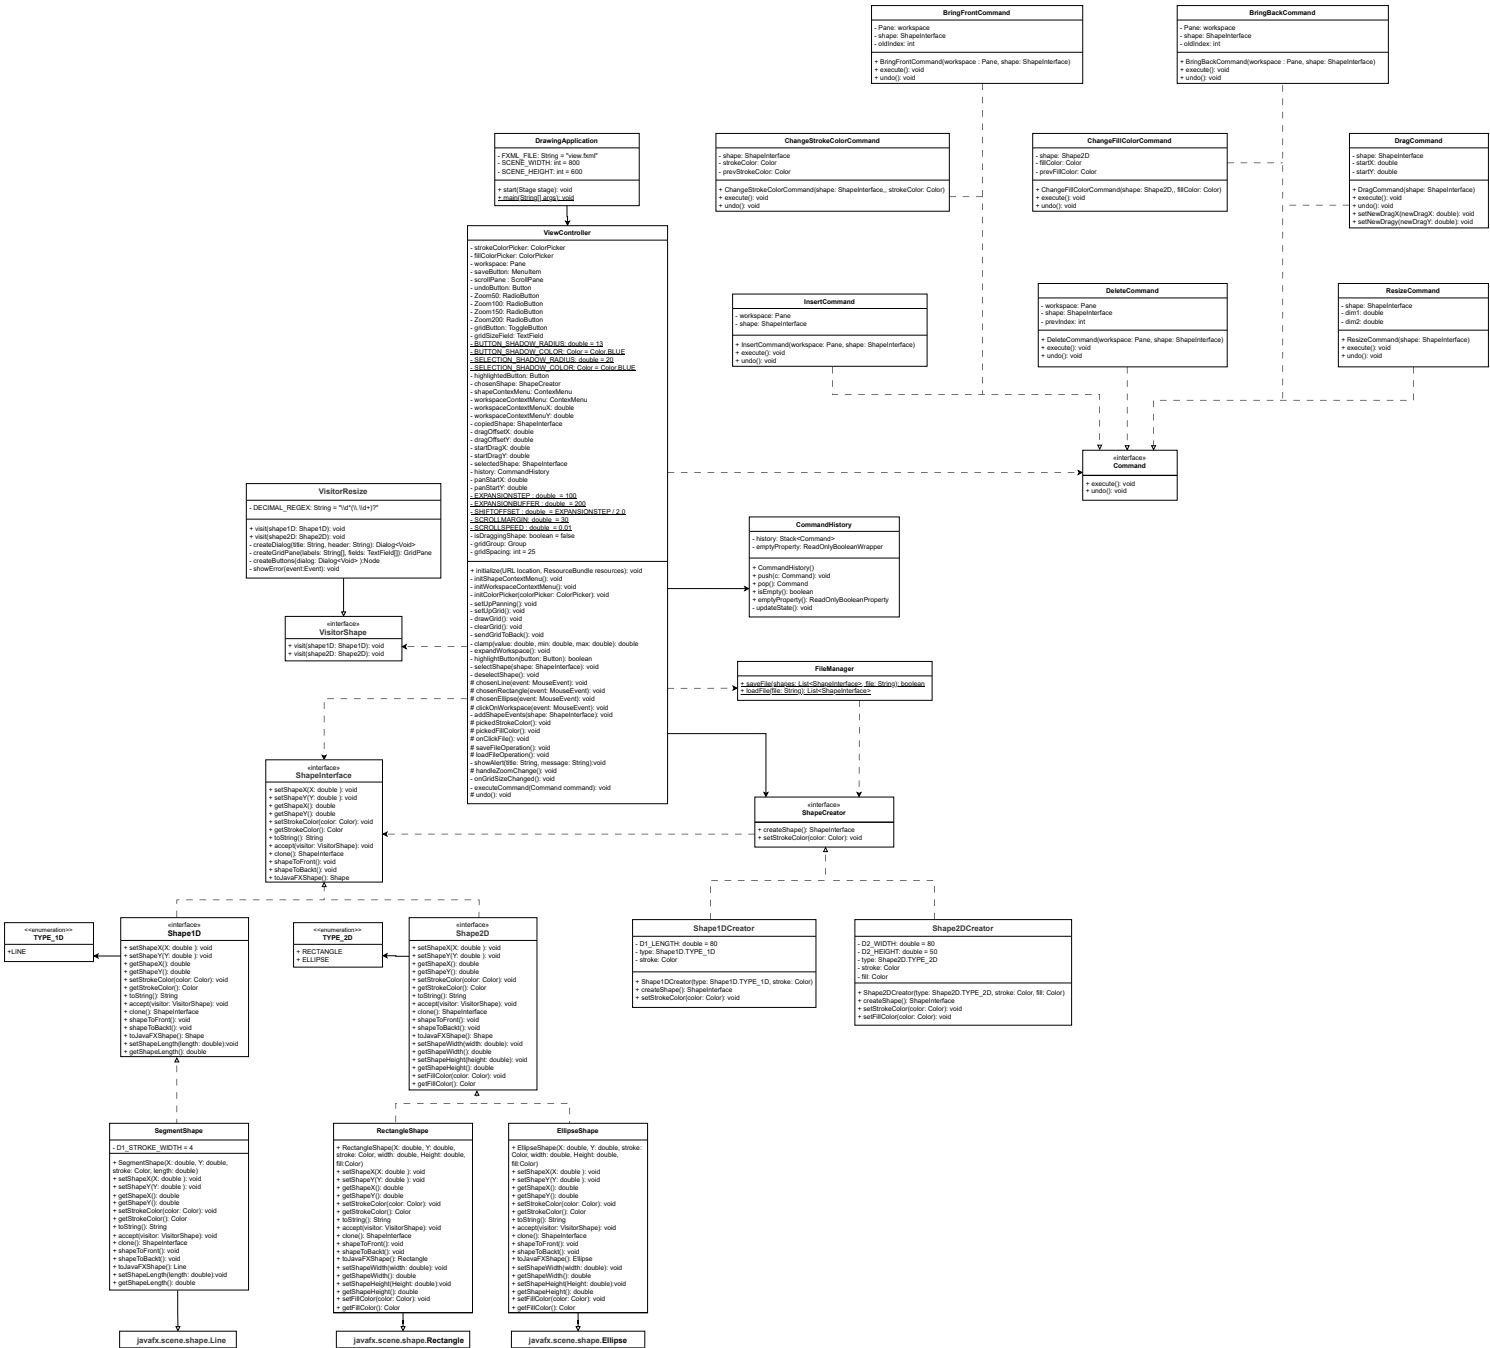 BringFrontCommand
- Pane: workspace
- shape: ShapeInterface
- oldIndex: int
+ BringFrontCommand(workspace : Pane, shape: ShapeInterface)
+ execute(): void
+ undo(): void
BringBackCommand
- Pane: workspace
- shape: ShapeInterface
- oldIndex: int
+ BringBackCommand(workspace : Pane, shape: ShapeInterface)
+ execute(): void
+ undo(): void
DrawingApplication
- FXML_FILE: String = "view.fxml"
- SCENE_WIDTH: int = 800
- SCENE_HEIGHT: int = 600
+ start(Stage stage): void
+ main(String[] args): void
ChangeStrokeColorCommand
- shape: ShapeInterface
- strokeColor: Color
- prevStrokeColor: Color
+ ChangeStrokeColorCommand(shape: ShapeInterface,, strokeColor: Color)
+ execute(): void
+ undo(): void
ChangeFillColorCommand
- shape: Shape2D
- fillColor: Color
- prevFillColor: Color
+ ChangeFillColorCommand(shape: Shape2D,, fillColor: Color)
+ execute(): void
+ undo(): void
DragCommand
- shape: ShapeInterface
- startX: double
- startY: double
+ DragCommand(shape: ShapeInterface)
+ execute(): void
+ undo(): void
+ setNewDragX(newDragX: double): void
+ setNewDragy(newDragY: double): void
ViewController
- strokeColorPicker: ColorPicker
- fillColorPicker: ColorPicker
- workspace: Pane
- saveButton: MenuItem
- scrollPane : ScrollPane
- undoButton: Button
- Zoom50: RadioButton
- Zoom100: RadioButton
- Zoom150: RadioButton
- Zoom200: RadioButton
- gridButton: ToggleButton
- gridSizeField: TextField
- BUTTON_SHADOW_RADIUS: double = 13
- BUTTON_SHADOW_COLOR: Color = Color.BLUE
- SELECTION_SHADOW_RADIUS: double = 20
- SELECTION_SHADOW_COLOR: Color = Color.BLUE
- highlightedButton: Button
- chosenShape: ShapeCreator
- shapeContexMenu: ContexMenu
- workspaceContextMenu: ContexMenu
- workspaceContextMenuX: double
- workspaceContextMenuY: double
- copiedShape: ShapeInterface
- dragOffsetX: double
- dragOffsetY: double
- startDragX: double
- startDragY: double
- selectedShape: ShapeInterface
- history: CommandHistory
- panStartX: double
- panStartY: double
- EXPANSIONSTEP : double = 100
- EXPANSIONBUFFER : double = 200
- SHIFTOFFSET : double = EXPANSIONSTEP / 2.0
- SCROLLMARGIN: double = 30
- SCROLLSPEED : double = 0.01
- isDraggingShape: boolean = false
- gridGroup: Group
- gridSpacing: int = 25
+ initialize(URL location, ResourceBundle resources): void
- initShapeContextMenu(): void
- initWorkspaceContextMenu(): void
- initColorPicker(colorPicker: ColorPicker): void
- setUpPanning(): void
- setUpGrid(): void
- drawGrid(): void
- clearGrid(): void
- sendGridToBack(): void
- clamp(value: double, min: double, max: double): double
- expandWorkspace(): void
- highlightButton(button: Button): boolean
- selectShape(shape: ShapeInterface): void
- deselectShape(): void
# chosenLine(event: MouseEvent): void
# chosenRectangle(event: MouseEvent): void
# chosenEllipse(event: MouseEvent): void
# clickOnWorkspace(event: MouseEvent): void
- addShapeEvents(shape: ShapeInterface): void
# pickedStrokeColor(): void
# pickedFillColor(): void
# onClickFile(): void
# saveFileOperation(): void
# loadFileOperation(): void
- showAlert(title: String, message: String):void
# handleZoomChange(): void
- onGridSizeChanged(): void
- executeCommand(Command command): void
# undo(): void
InsertCommand
- workspace: Pane
- shape: ShapeInterface
+ InsertCommand(workspace: Pane, shape: ShapeInterface)
+ execute(): void
+ undo(): void
DeleteCommand
- workspace: Pane
- shape: ShapeInterface
- prevIndex: int
+ DeleteCommand(workspace: Pane, shape: ShapeInterface)
+ execute(): void
+ undo(): void
ResizeCommand
- shape: ShapeInterface
- dim1: double
- dim2: double
+ ResizeCommand(shape: ShapeInterface)
+ execute(): void
+ undo(): void
«interface»
Command
+ execute(): void
+ undo(): void
VisitorResize
- DECIMAL_REGEX: String = "\\d*(\\.\\d+)?"
+ visit(shape1D: Shape1D): void
+ visit(shape2D: Shape2D): void
- createDialog(title: String, header: String): Dialog<Void>
- createGridPane(labels: String[], fields: TextField[]): GridPane
- createButtons(dialog: Dialog<Void> ):Node
- showError(event:Event): void
CommandHistory
- history: Stack<Command>
- emptyProperty: ReadOnlyBooleanWrapper
+ CommandHistory()
+ push(c: Command): void
+ pop(): Command
+ isEmpty(): boolean
+ emptyProperty(): ReadOnlyBooleanProperty
- updateState(): void
«interface»
VisitorShape
+ visit(shape1D: Shape1D): void
+ visit(shape2D: Shape2D): void
FileManager
+ saveFile(shapes: List<ShapeInterface>, file: String): boolean
+ loadFile(file: String): List<ShapeInterface>
«interface»
ShapeInterface
+ setShapeX(X: double ): void
+ setShapeY(Y: double ): void
+ getShapeX(): double
+ getShapeY(): double
+ setStrokeColor(color: Color): void
+ getStrokeColor(): Color
+ toString(): String
+ accept(visitor: VisitorShape): void
+ clone(): ShapeInterface
+ shapeToFront(): void
+ shapeToBackt(): void
+ toJavaFXShape(): Shape
«interface»
ShapeCreator
+ createShape(): ShapeInterface
+ setStrokeColor(color: Color): void
<<enumeration>>
TYPE_1D
+LINE
«interface»
Shape1D
+ setShapeX(X: double ): void
+ setShapeY(Y: double ): void
+ getShapeX(): double
+ getShapeY(): double
+ setStrokeColor(color: Color): void
+ getStrokeColor(): Color
+ toString(): String
+ accept(visitor: VisitorShape): void
+ clone(): ShapeInterface
+ shapeToFront(): void
+ shapeToBackt(): void
+ toJavaFXShape(): Shape
+ setShapeLength(length: double):void
+ getShapeLength(): double
<<enumeration>>
TYPE_2D
+ RECTANGLE
+ ELLIPSE
«interface»
Shape2D
+ setShapeX(X: double ): void
+ setShapeY(Y: double ): void
+ getShapeX(): double
+ getShapeY(): double
+ setStrokeColor(color: Color): void
+ getStrokeColor(): Color
+ toString(): String
+ accept(visitor: VisitorShape): void
+ clone(): ShapeInterface
+ shapeToFront(): void
+ shapeToBackt(): void
+ toJavaFXShape(): Shape
+ setShapeWidth(width: double): void
+ getShapeWidth(): double
+ setShapeHeight(height: double): void
+ getShapeHeight(): double
+ setFillColor(color: Color): void
+ getFillColor(): Color
Shape1DCreator
- D1_LENGTH: double = 80
- type: Shape1D.TYPE_1D
- stroke: Color
+ Shape1DCreator(type: Shape1D.TYPE_1D, stroke: Color)
+ createShape(): ShapeInterface
+ setStrokeColor(color: Color): void
Shape2DCreator
- D2_WIDTH: double = 80
- D2_HEIGHT: double = 50
- type: Shape2D.TYPE_2D
- stroke: Color
- fill: Color
+ Shape2DCreator(type: Shape2D.TYPE_2D, stroke: Color, fill: Color)
+ createShape(): ShapeInterface
+ setStrokeColor(color: Color): void
+ setFillColor(color: Color): void
SegmentShape
- D1_STROKE_WIDTH = 4
+ SegmentShape(X: double, Y: double,
stroke: Color, length: double)
+ setShapeX(X: double ): void
+ setShapeY(Y: double ): void
+ getShapeX(): double
+ getShapeY(): double
+ setStrokeColor(color: Color): void
+ getStrokeColor(): Color
+ toString(): String
+ accept(visitor: VisitorShape): void
+ clone(): ShapeInterface
+ shapeToFront(): void
+ shapeToBackt(): void
+ toJavaFXShape(): Line
+ setShapeLength(length: double):void
+ getShapeLength(): double
RectangleShape
+ RectangleShape(X: double, Y: double,
stroke: Color, width: double, Height: double,
fill:Color)
+ setShapeX(X: double ): void
+ setShapeY(Y: double ): void
+ getShapeX(): double
+ getShapeY(): double
+ setStrokeColor(color: Color): void
+ getStrokeColor(): Color
+ toString(): String
+ accept(visitor: VisitorShape): void
+ clone(): ShapeInterface
+ shapeToFront(): void
+ shapeToBackt(): void
+ toJavaFXShape(): Rectangle
+ setShapeWidth(width: double): void
+ getShapeWidth(): double
+ setShapeHeight(Height: double):void
+ getShapeHeight(): double
+ setFillColor(color: Color): void
+ getFillColor(): Color
EllipseShape
+ EllipseShape(X: double, Y: double, stroke:
Color, width: double, Height: double,
fill:Color)
+ setShapeX(X: double ): void
+ setShapeY(Y: double ): void
+ getShapeX(): double
+ getShapeY(): double
+ setStrokeColor(color: Color): void
+ getStrokeColor(): Color
+ toString(): String
+ accept(visitor: VisitorShape): void
+ clone(): ShapeInterface
+ shapeToFront(): void
+ shapeToBackt(): void
+ toJavaFXShape(): Ellipse
+ setShapeWidth(width: double): void
+ getShapeWidth(): double
+ setShapeHeight(Height: double):void
+ getShapeHeight(): double
+ setFillColor(color: Color): void
+ getFillColor(): Color
javafx.scene.shape.Line
javafx.scene.shape.Rectangle
javafx.scene.shape.Ellipse